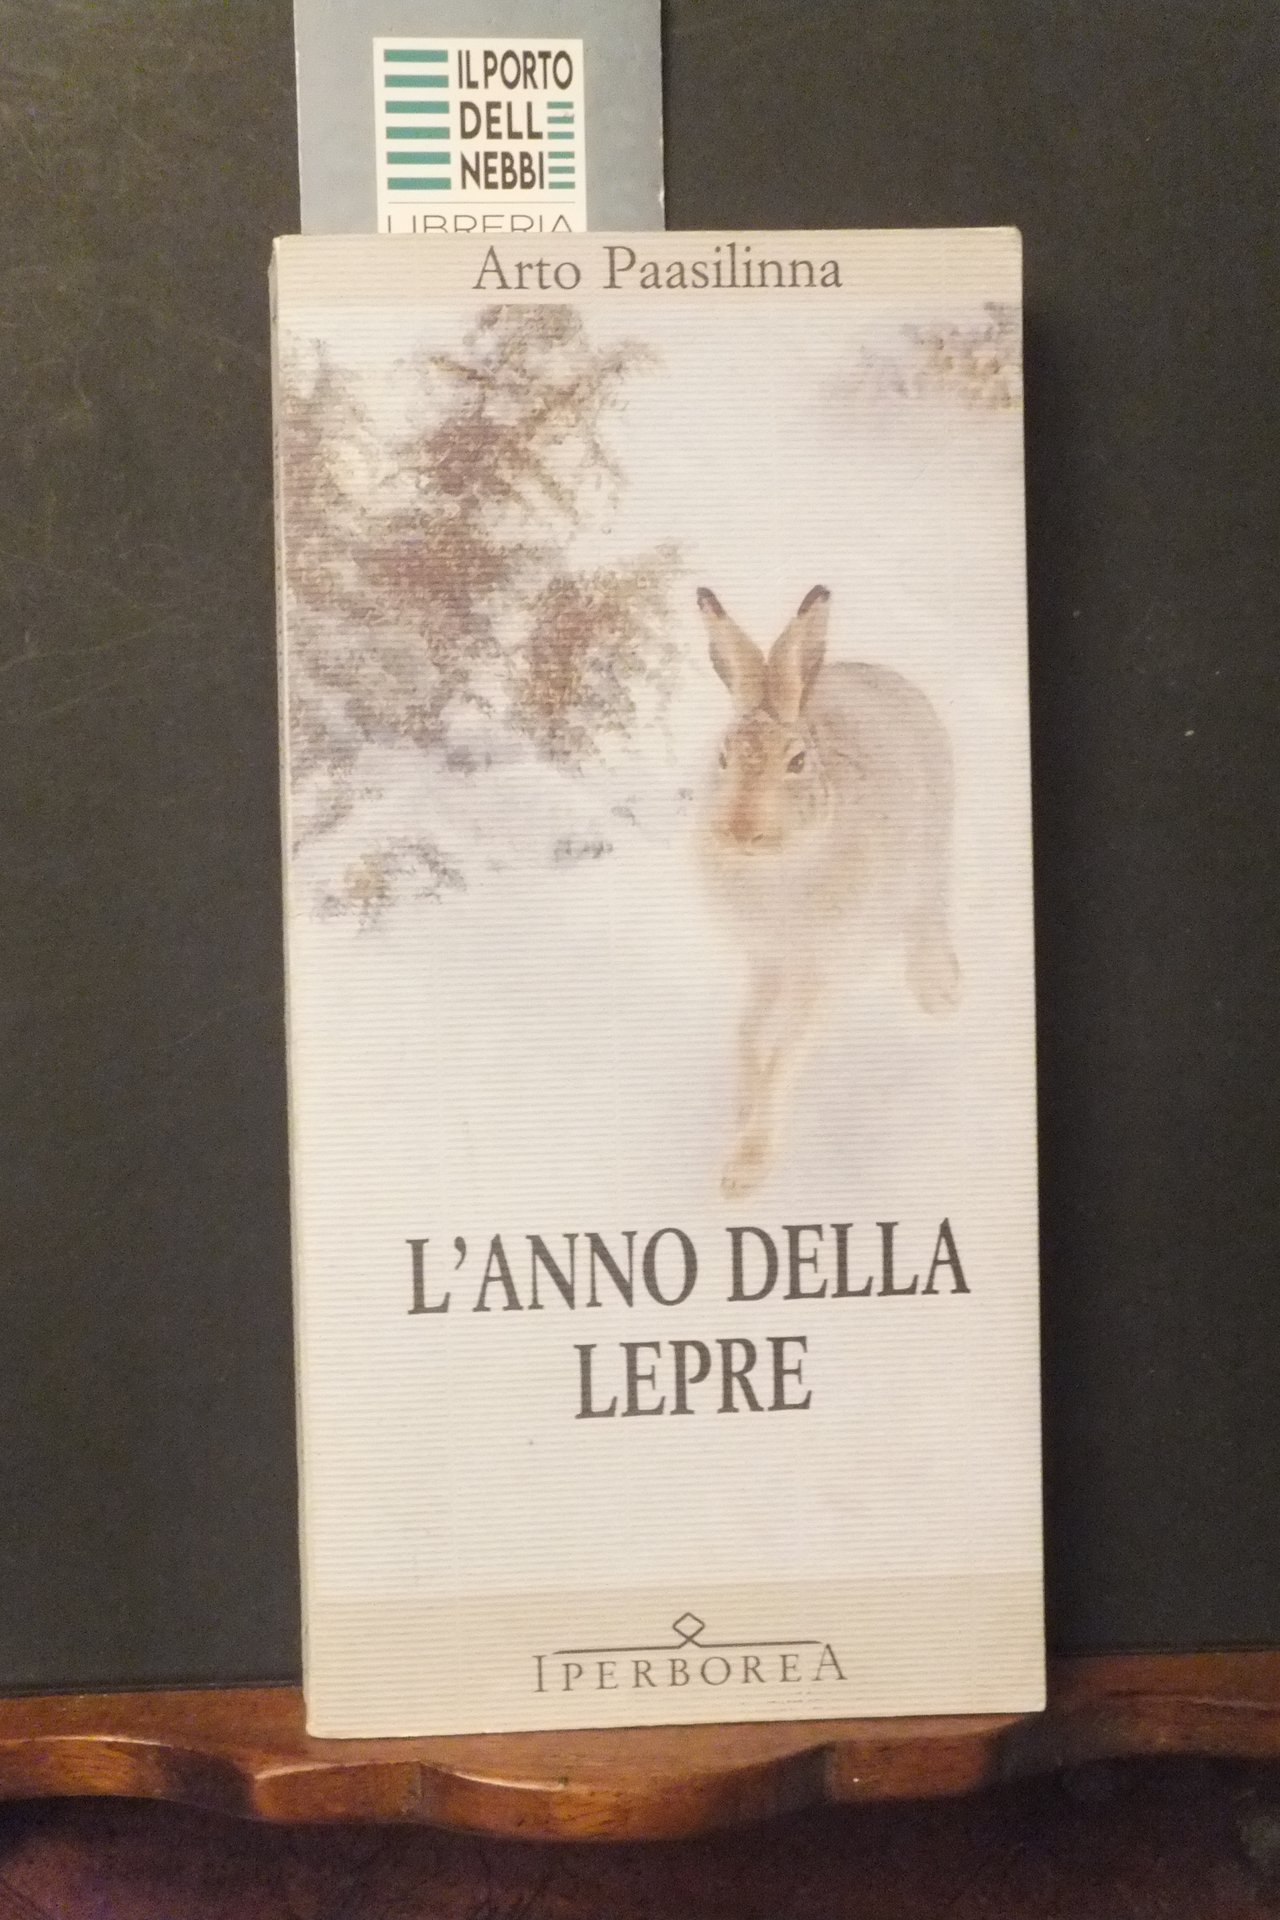 IL PORTO
DELLE
NEBBIE
LIBRERIA
Arto Paasilinna
L'ANNO DELLA
LEPRE
IPERBOREA